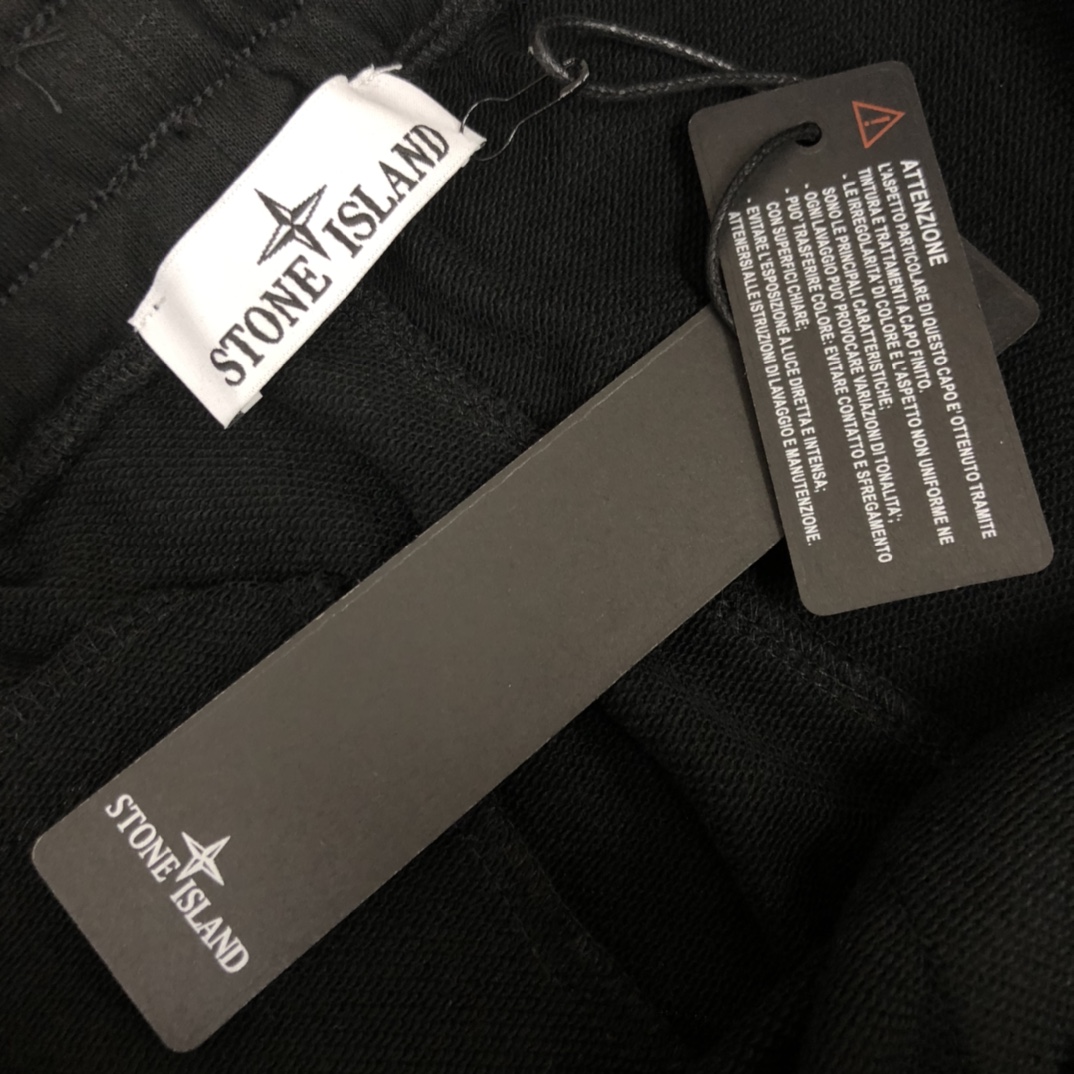 STONE ISLAND
ATTENZIONE
L'ASPETTO PARTICOLARE DI QUESTO CAPO E' OTTENUTO TRAMITE
TINTURA E TRATTAMENTI A CAPO FINITO.
- LE IRREGOLARITA' DI COLORE E L'ASPETTO NON UNIFORME NE
SONO LE PRINCIPALI CARATTERISTICHE;
- OGNI LAVAGGIO PUO' PROVOCARE VARIAZIONI DI TONALITA';
- PUO' TRASFERIRE COLORE; EVITARE CONTATTO E SFREGAMENTO
CON SUPERFICI CHIARE;
- EVITARE L'ESPOSIZIONE A LUCE DIRETTA E INTENSA;
ATTENERSI ALLE ISTRUZIONI DI LAVAGGIO E MANUTENZIONE.
STONE ISLAND